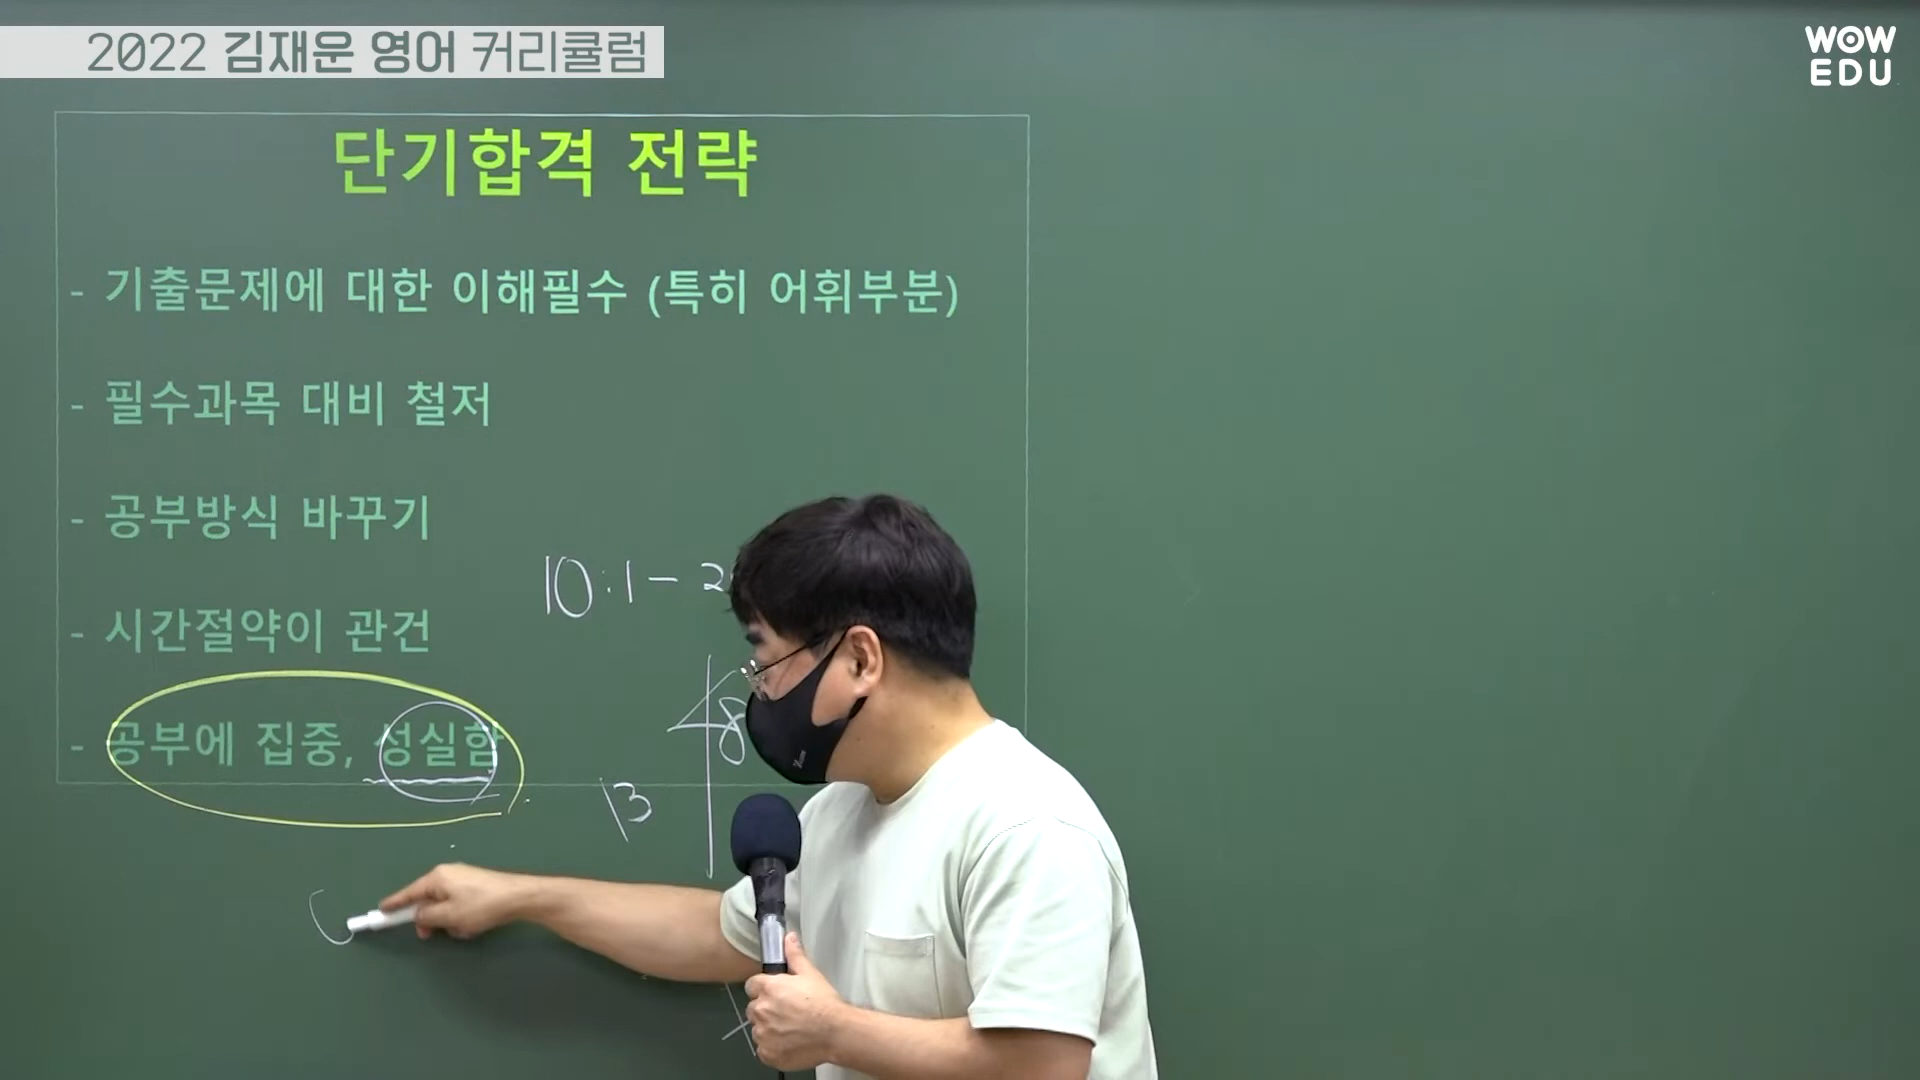 2022 김재운 영어 커리큘럼
WOW
EDU
단기합격 전략
- 기출문제에 대한 이해필수 (특히 어휘부분)
- 필수과목 대비 철저
- 공부방식 바꾸기
10:1-2
- 시간절약이 관건
- 공부에 집중, 성실함
8
13